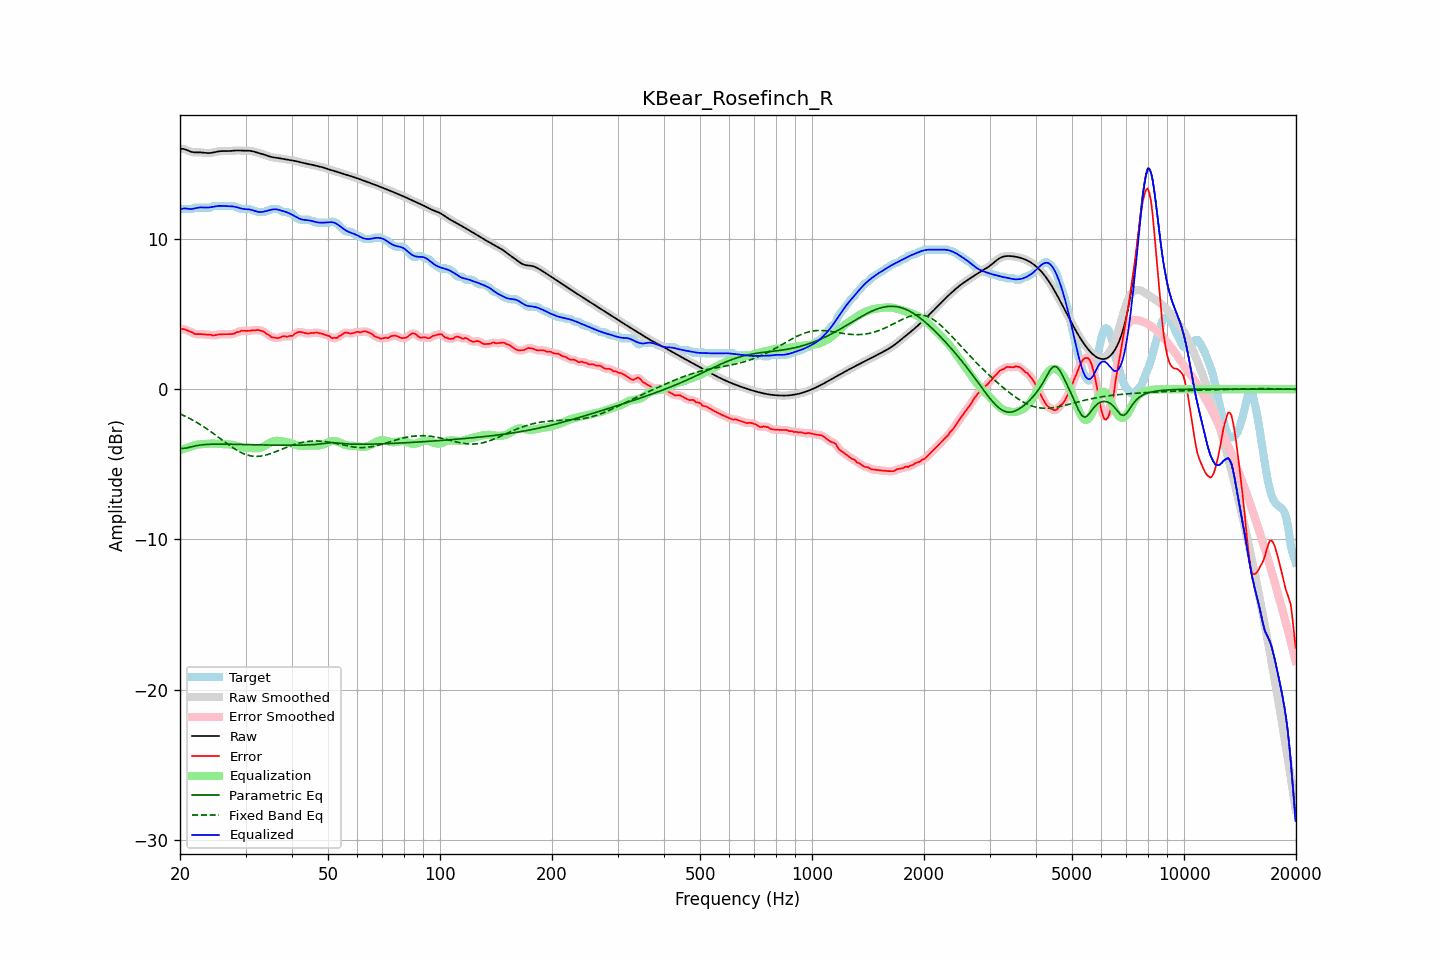 KBear_Rosefinch_R
Amplitude (dBr)
10
0
−10
−20
−30
Target
Raw Smoothed
Error Smoothed
Raw
Error
Equalization
Parametric Eq
Fixed Band Eq
Equalized
20 50 100 200 500 1000 2000 5000 10000 20000
Frequency (Hz)